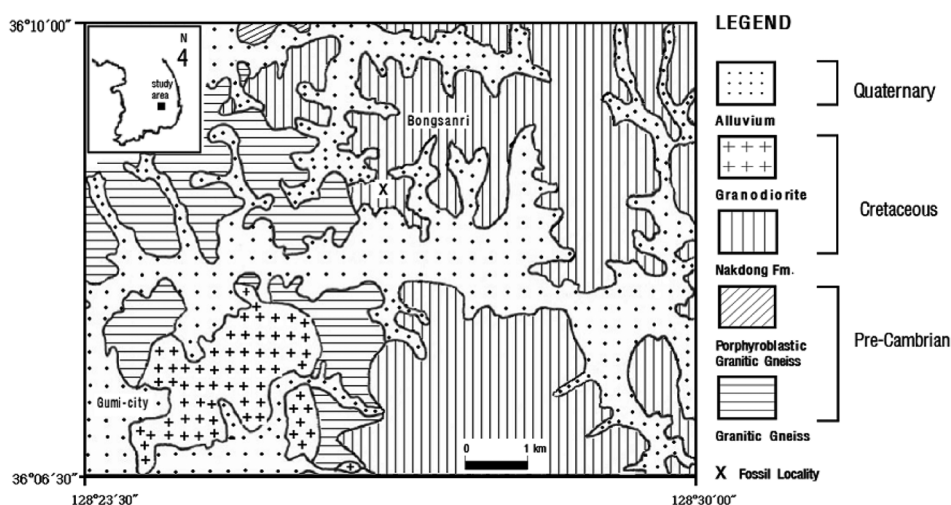 36°10′00″
N
4
study
area
Bongsanri
Gumi-city
0 1 km
36°06′30″
128°23′30″
128°30′00″
LEGEND
Quaternary
Alluvium
Granodiorite
Cretaceous
Nakdong Fm.
Porphyroblastic
Granitic Gneiss
Pre-Cambrian
Granitic Gneiss
X
X Fossil Locality